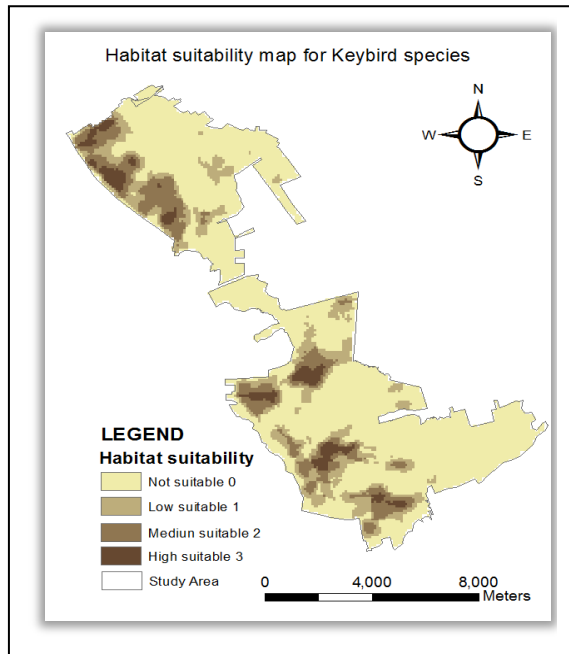 Habitat suitability map for Keybird species
N
W E
S
LEGEND
Habitat suitability
Not suitable 0
Low suitable 1
Mediun suitable 2
High suitable 3
Study Area
0 4,000 8,000
Meters